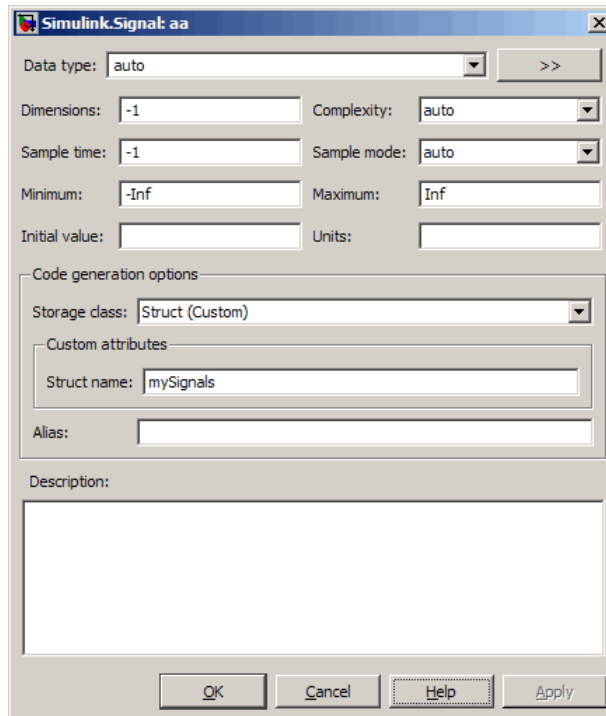 Simulink.Signal: aa
Data type: auto >>
Dimensions: -1 Complexity: auto
Sample time: -1 Sample mode: auto
Minimum: -Inf Maximum: Inf
Initial value: Units:
Code generation options
Storage class: Struct (Custom)
Custom attributes
Struct name: mySignals
Alias:
Description:
OK Cancel Help Apply